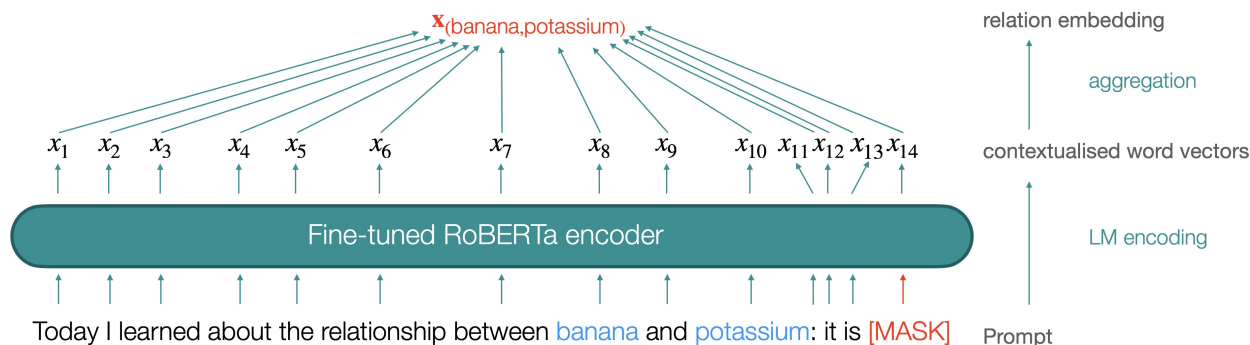 x(banana,potassium)
relation embedding
aggregation
x1 x2 x3 x4 x5 x6 x7 x8 x9 x10 x11 x12 x13 x14
contextualised word vectors
Fine-tuned RoBERTa encoder
LM encoding
Today I learned about the relationship between banana and potassium: it is [MASK]
Prompt